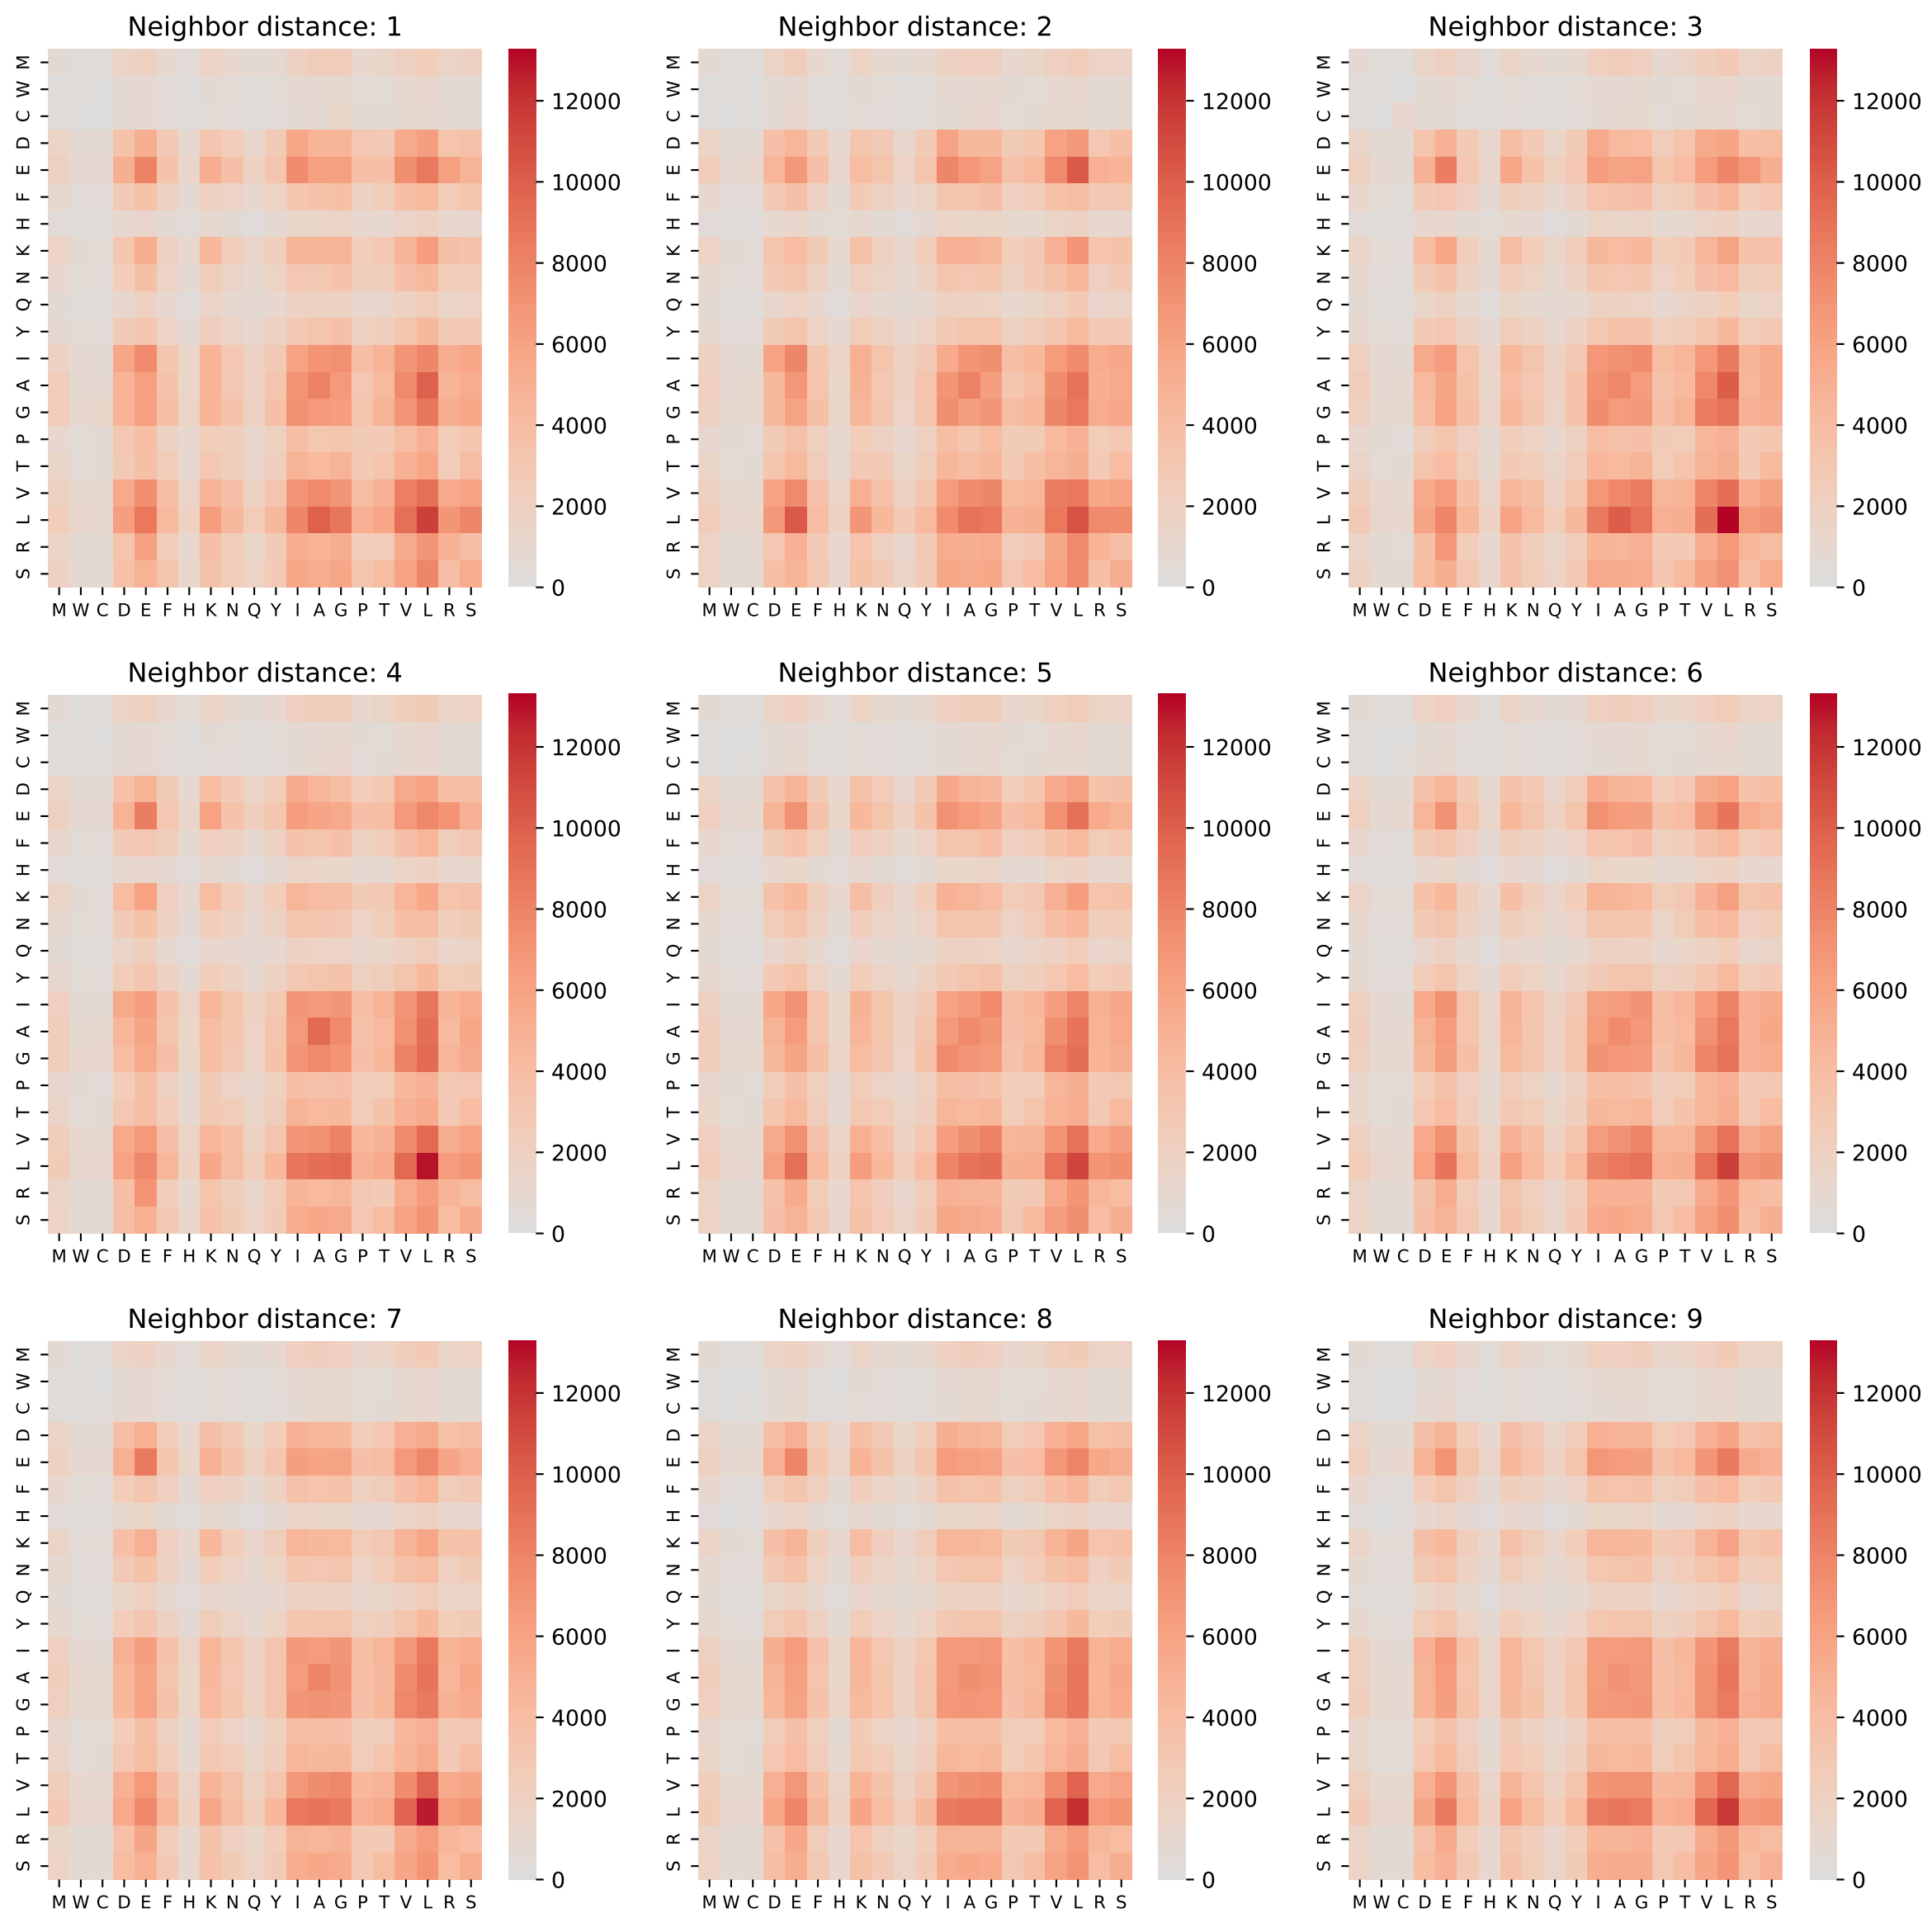 Neighbor distance: 1
M
W
C
D
E
F
H
K
N
Q
Y
I
A
G
P
T
V
L
R
S
M W C D E F H K N Q Y I A G P T V L R S
12000
10000
8000
6000
4000
2000
0
Neighbor distance: 2
M
W
C
D
E
F
H
K
N
Q
Y
I
A
G
P
T
V
L
R
S
M W C D E F H K N Q Y I A G P T V L R S
12000
10000
8000
6000
4000
2000
0
Neighbor distance: 3
M
W
C
D
E
F
H
K
N
Q
Y
I
A
G
P
T
V
L
R
S
M W C D E F H K N Q Y I A G P T V L R S
12000
10000
8000
6000
4000
2000
0
Neighbor distance: 4
M
W
C
D
E
F
H
K
N
Q
Y
I
A
G
P
T
V
L
R
S
M W C D E F H K N Q Y I A G P T V L R S
12000
10000
8000
6000
4000
2000
0
Neighbor distance: 5
M
W
C
D
E
F
H
K
N
Q
Y
I
A
G
P
T
V
L
R
S
M W C D E F H K N Q Y I A G P T V L R S
12000
10000
8000
6000
4000
2000
0
Neighbor distance: 6
M
W
C
D
E
F
H
K
N
Q
Y
I
A
G
P
T
V
L
R
S
M W C D E F H K N Q Y I A G P T V L R S
12000
10000
8000
6000
4000
2000
0
Neighbor distance: 7
M
W
C
D
E
F
H
K
N
Q
Y
I
A
G
P
T
V
L
R
S
M W C D E F H K N Q Y I A G P T V L R S
12000
10000
8000
6000
4000
2000
0
Neighbor distance: 8
M
W
C
D
E
F
H
K
N
Q
Y
I
A
G
P
T
V
L
R
S
M W C D E F H K N Q Y I A G P T V L R S
12000
10000
8000
6000
4000
2000
0
Neighbor distance: 9
M
W
C
D
E
F
H
K
N
Q
Y
I
A
G
P
T
V
L
R
S
M W C D E F H K N Q Y I A G P T V L R S
12000
10000
8000
6000
4000
2000
0